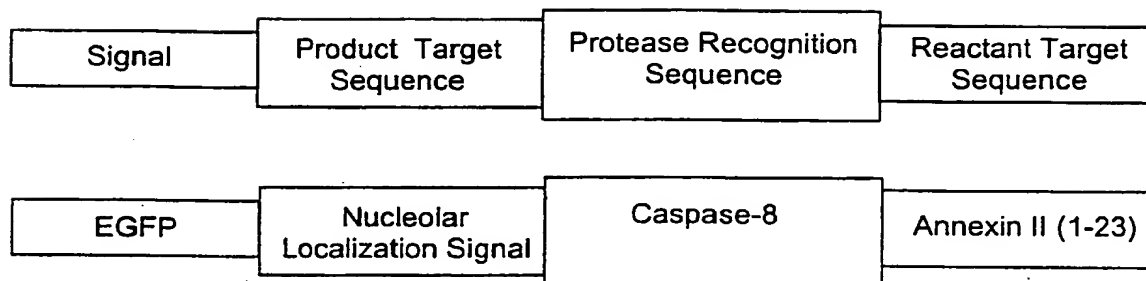 Signal
Product Target
Sequence
Protease Recognition
Sequence
Reactant Target
Sequence
EGFP
Nucleolar
Localization Signal
Caspase-8
Annexin II (1-23)